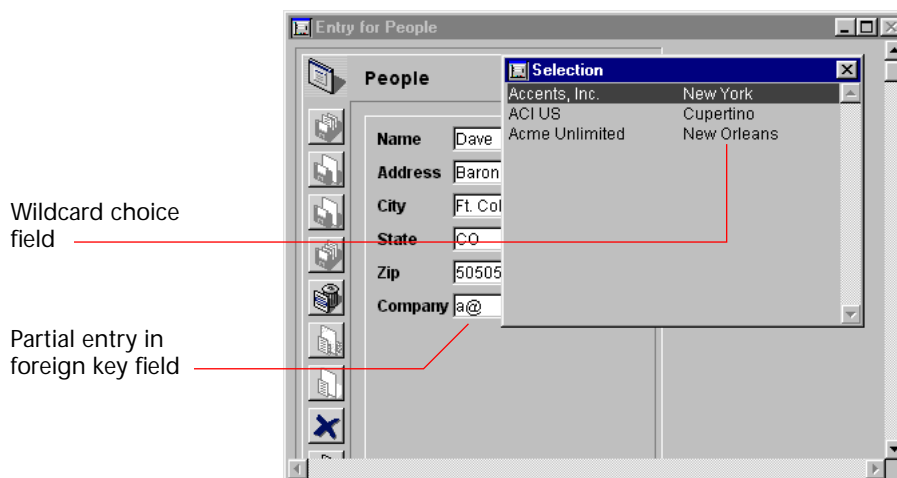 Entry for People
People
Selection
Accents, Inc. New York
ACI US Cupertino
Acme Unlimited New Orleans
Name Dave
Address Baron
City Ft. Col
State CO
Zip 50505
Company a@
Wildcard choice
field
Partial entry in
foreign key field